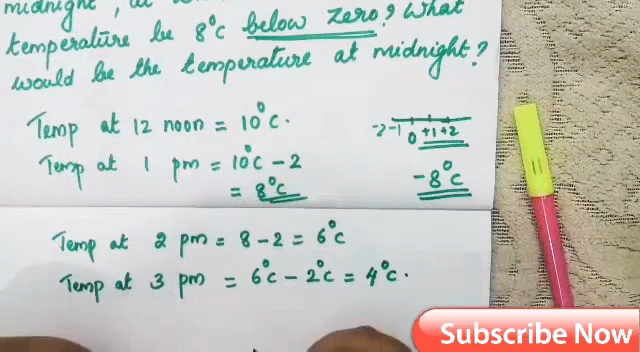 midnight, at
temperature be 8°C below zero? What
would be the temperature at midnight?
Temp at 12 noon = 10°C.
Temp at 1 pm = 10°C - 2
= 8°C
-2 -1 0 +1 +2
-8°C
Temp at 2 pm = 8 - 2 = 6°C
Temp at 3 pm = 6°C - 2°C = 4°C.
Subscribe Now